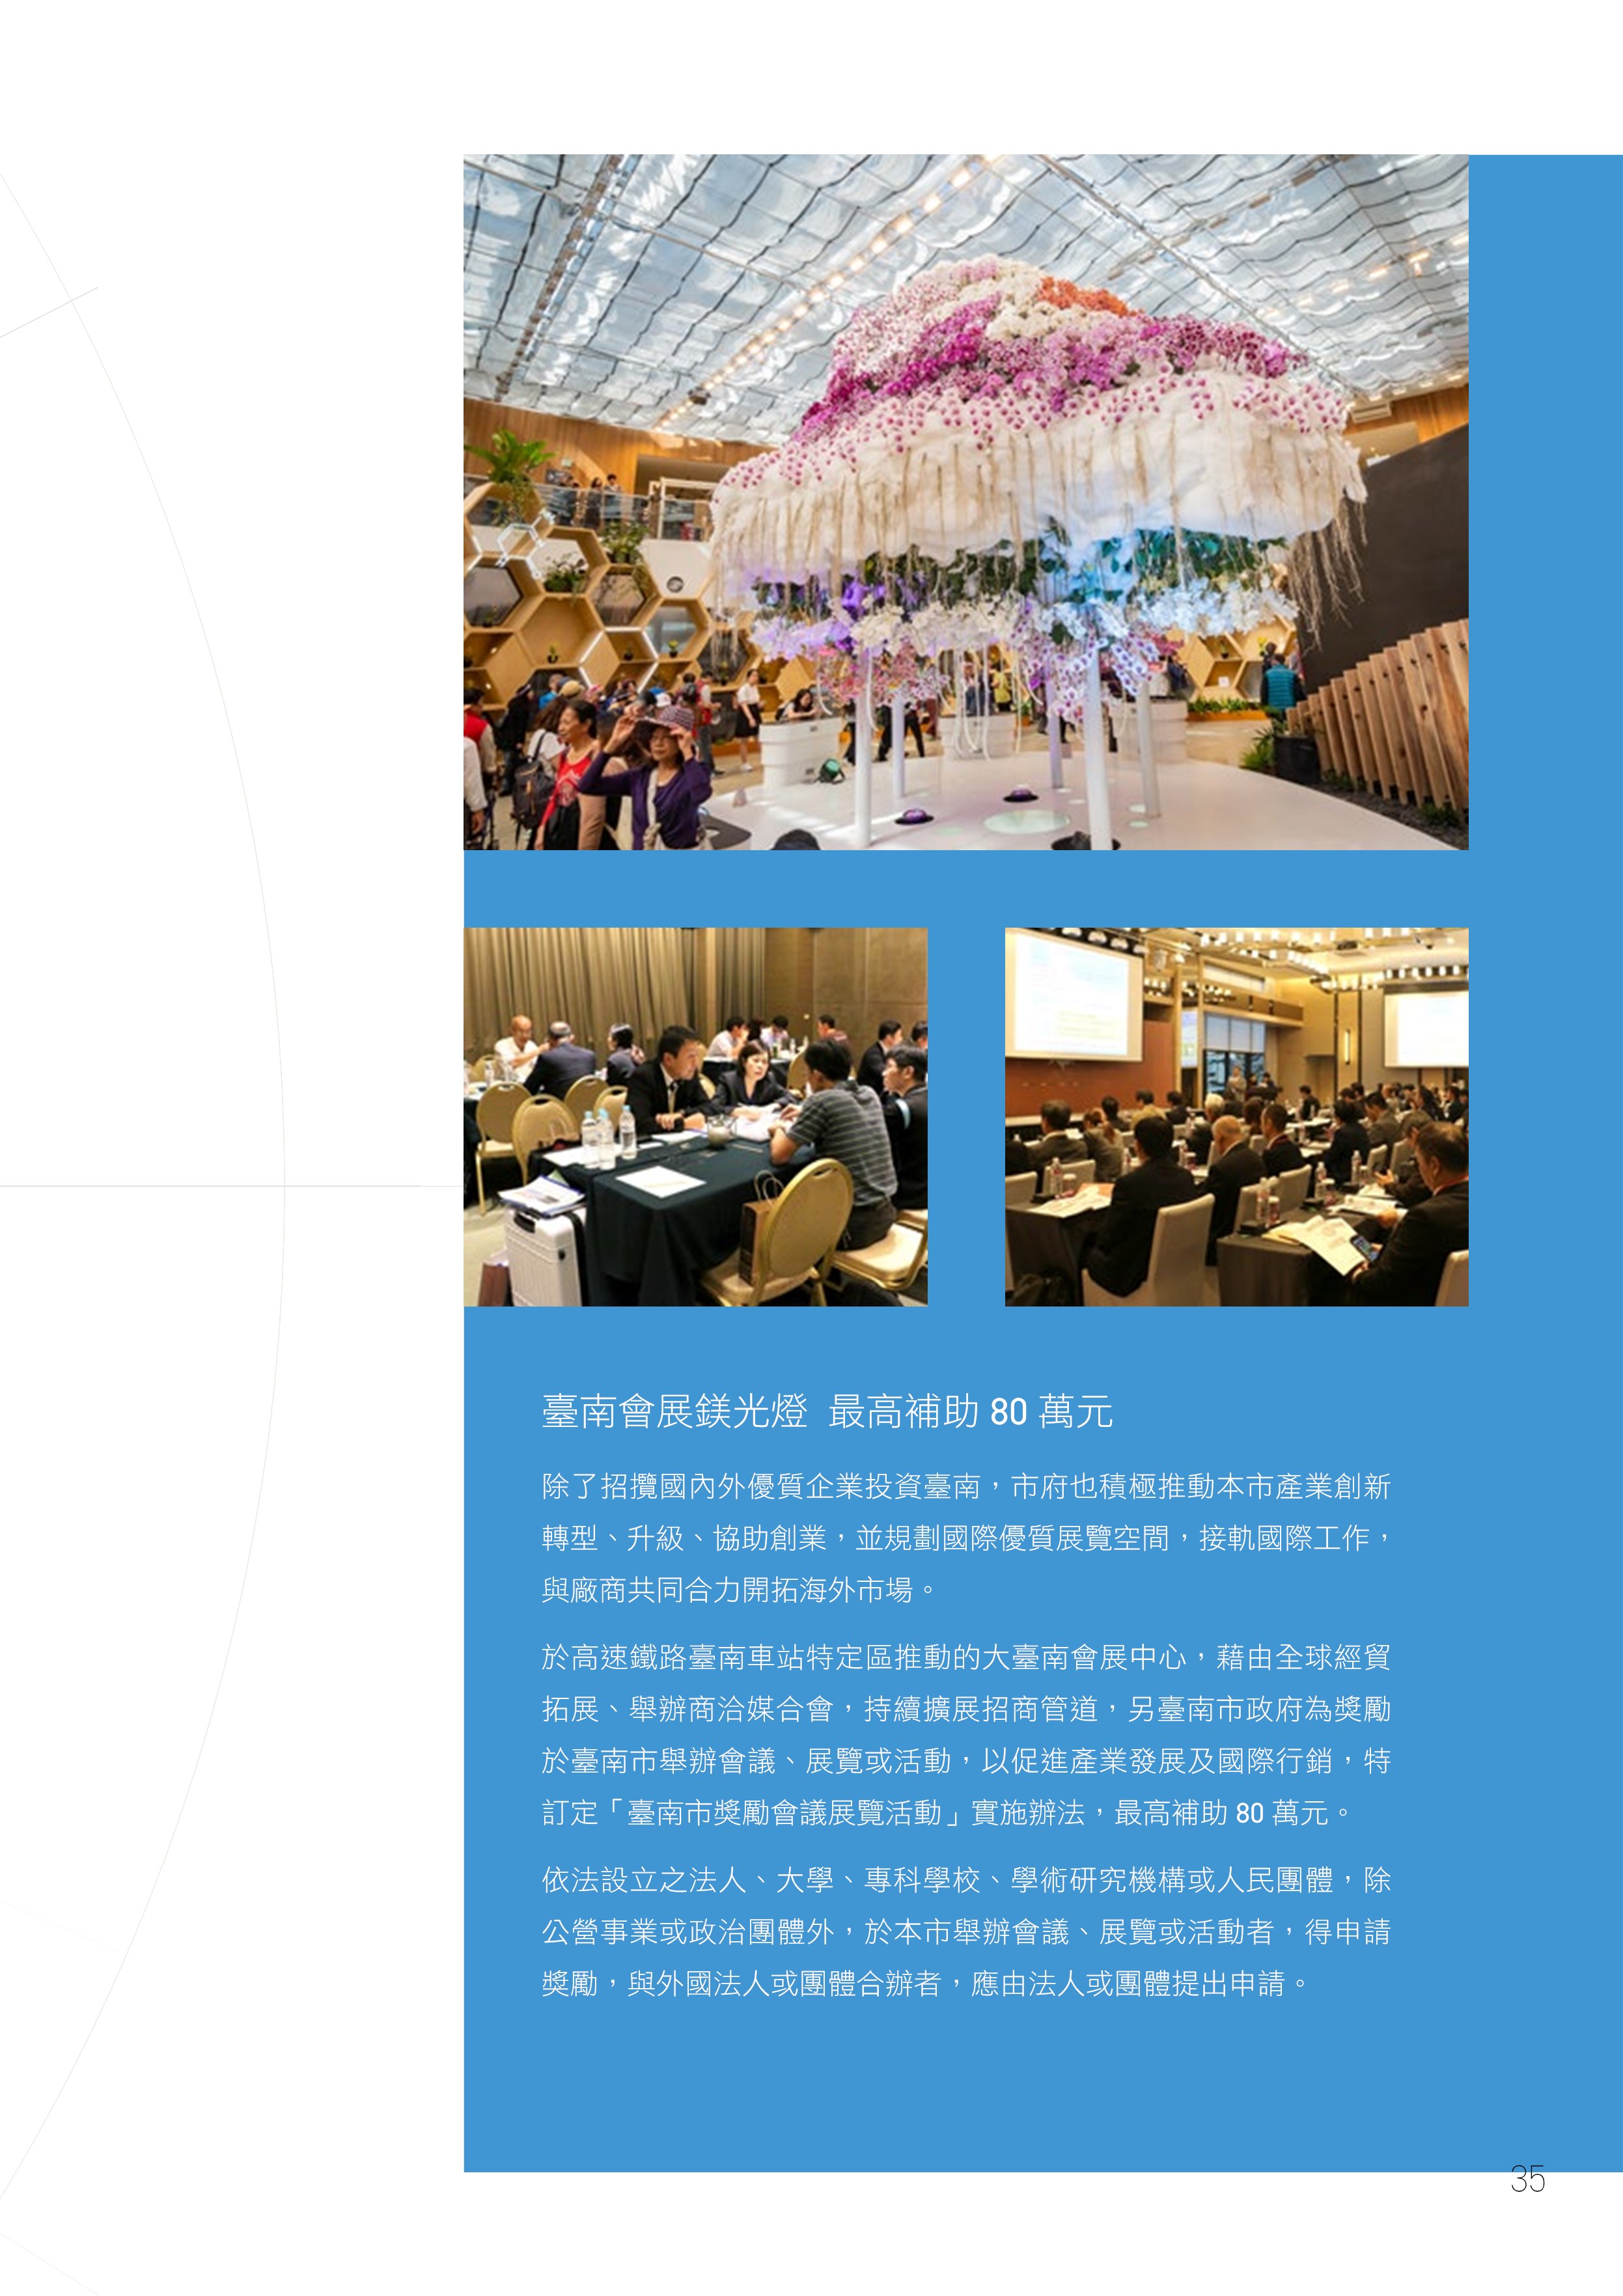 臺南會展鎂光燈 最高補助 80 萬元
除了招攬國內外優質企業投資臺南，市府也積極推動本市產業創新
轉型、升級、協助創業，並規劃國際優質展覽空間，接軌國際工作，
與廠商共同合力開拓海外市場。
於高速鐵路臺南車站特定區推動的大臺南會展中心，藉由全球經貿
拓展、舉辦商洽媒合會，持續擴展招商管道，另臺南市政府為獎勵
於臺南市舉辦會議、展覽或活動，以促進產業發展及國際行銷，特
訂定「臺南市獎勵會議展覽活動」實施辦法，最高補助 80 萬元。
依法設立之法人、大學、專科學校、學術研究機構或人民團體，除
公營事業或政治團體外，於本市舉辦會議、展覽或活動者，得申請
獎勵，與外國法人或團體合辦者，應由法人或團體提出申請。
35